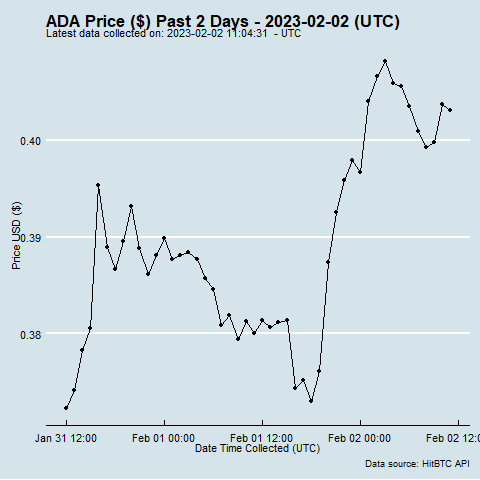 ADA Price ($) Past 2 Days - 2023-02-02 (UTC)
Latest data collected on: 2023-02-02 11:04:31 - UTC
0.40
0.39
0.38
Price USD ($)
Jan 31 12:00 Feb 01 00:00 Feb 01 12:00 Feb 02 00:00 Feb 02 12:0
Date Time Collected (UTC)
Data source: HitBTC API